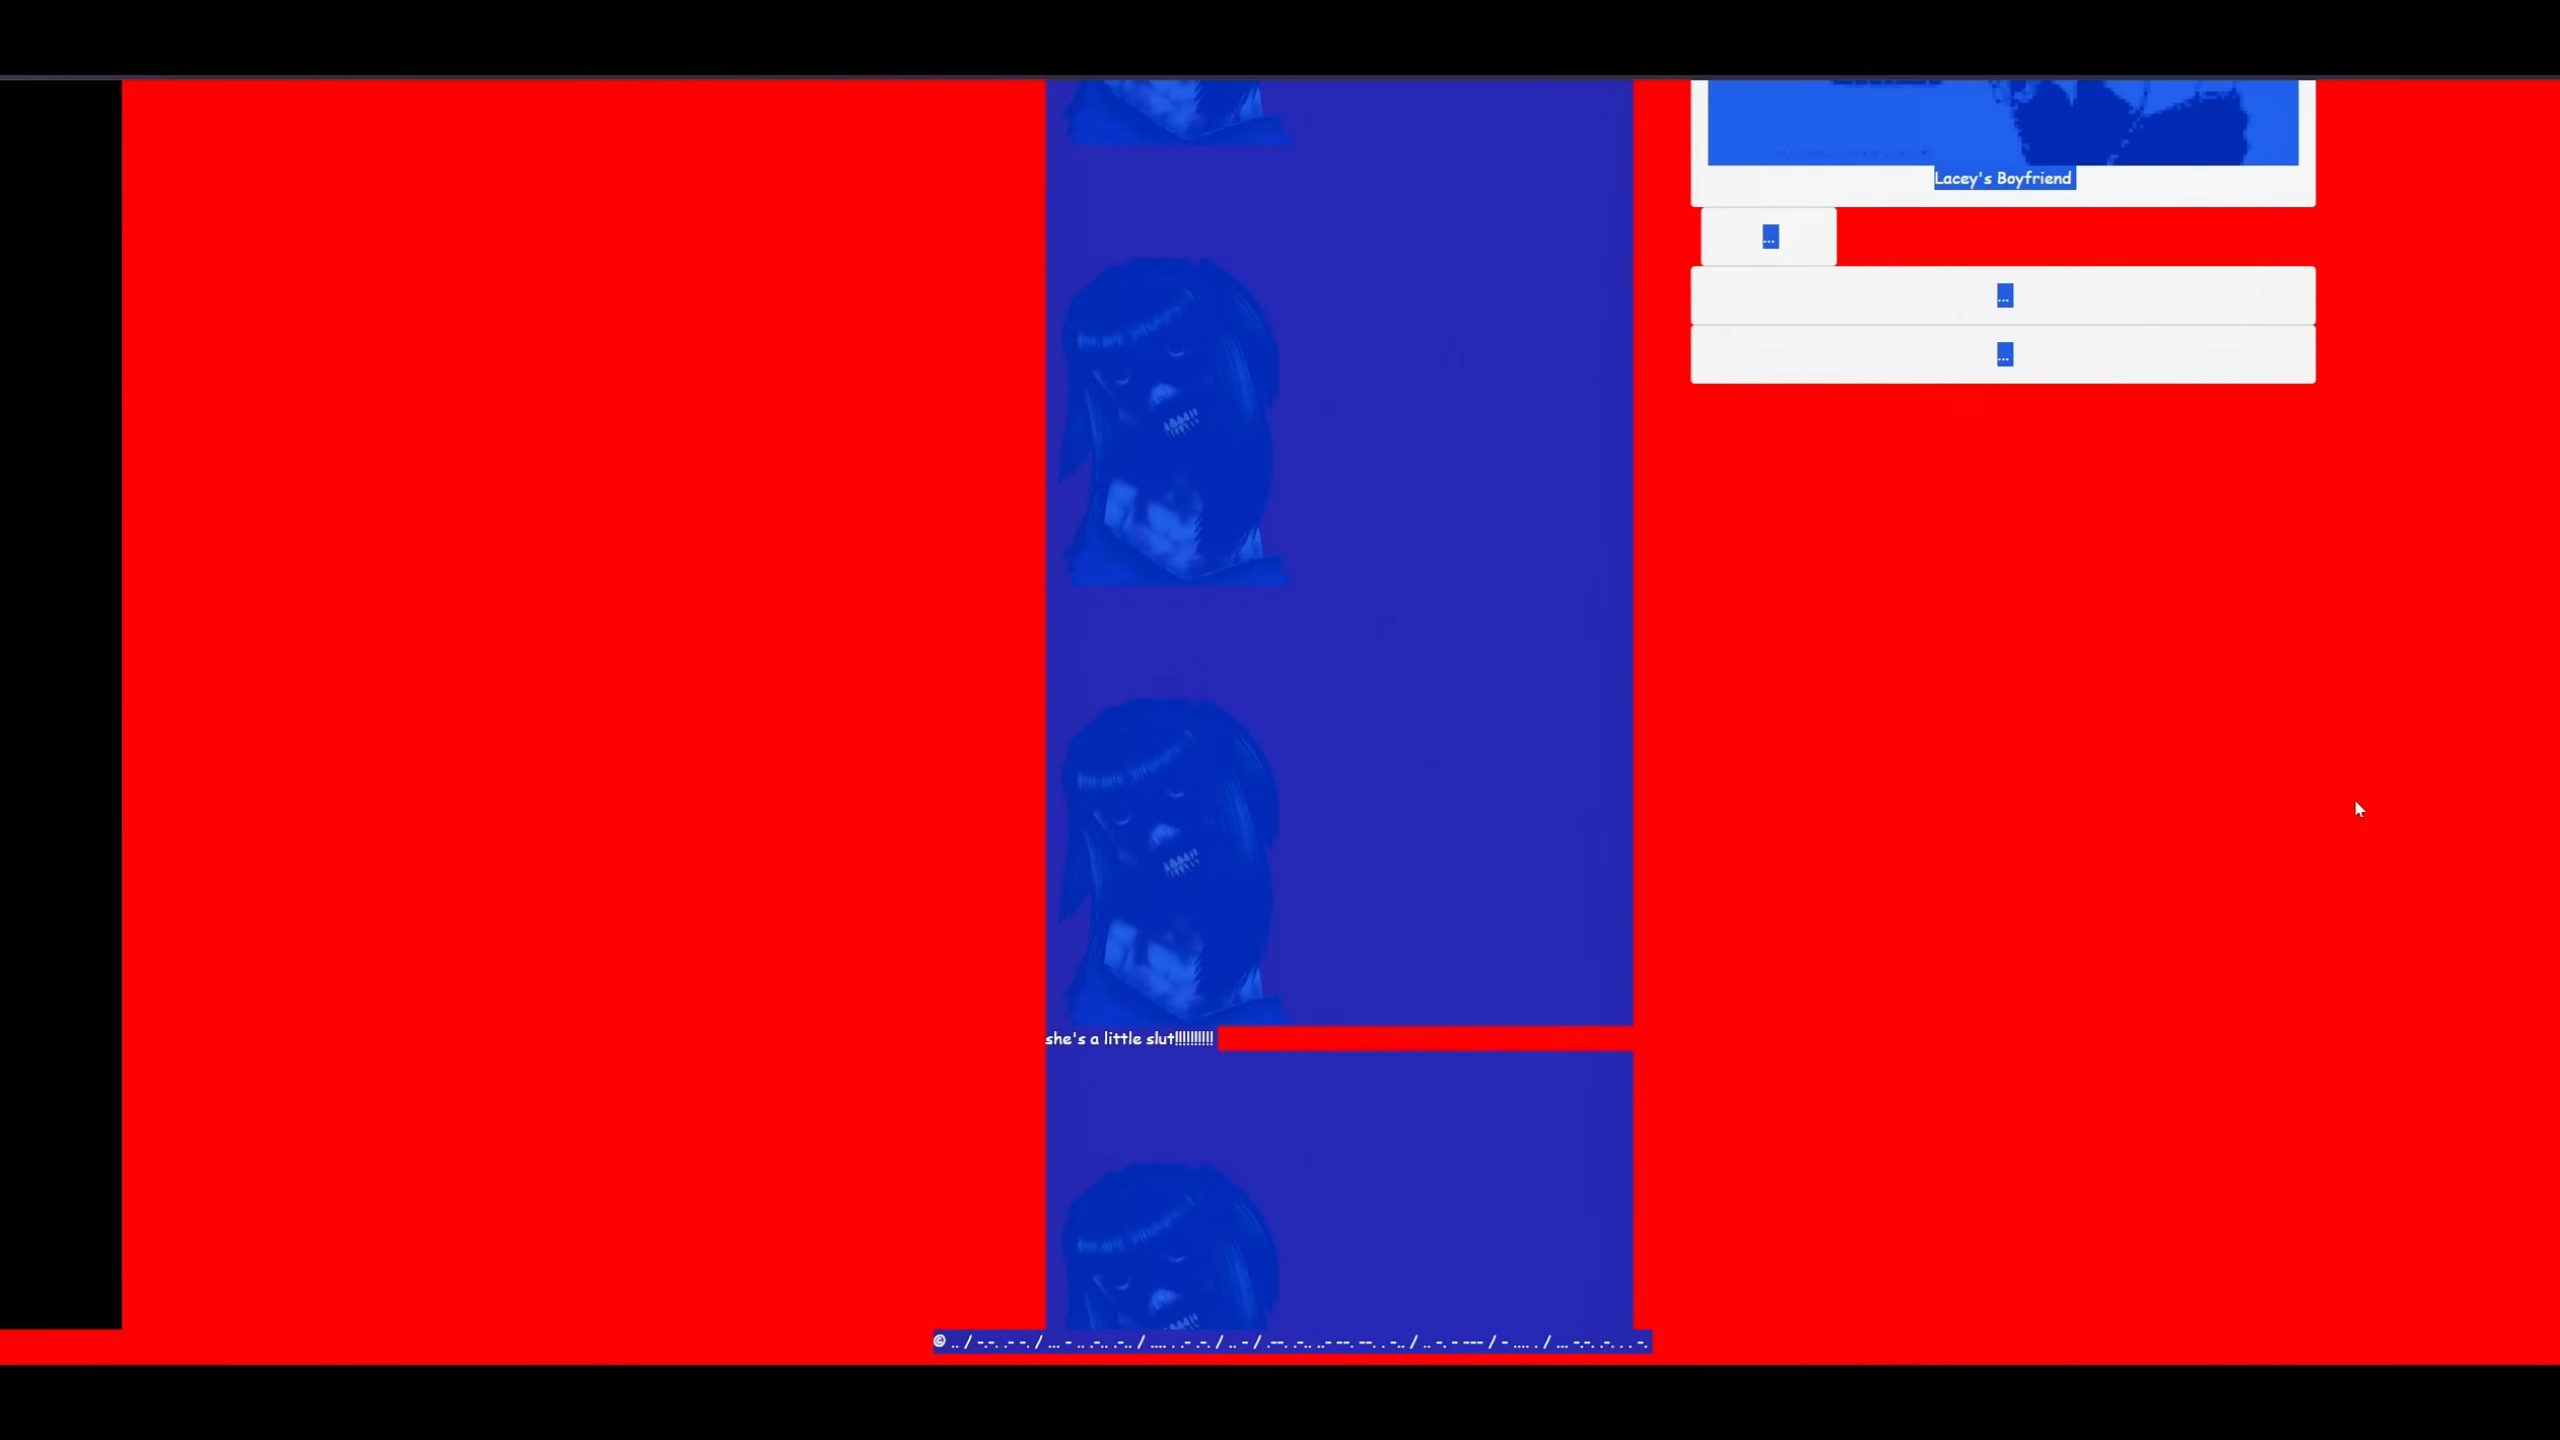 Lacey's Boyfriend
...
...
...
she's a little slut!!!!!!!!!!
© .. / -.-. .- -. / ... - .. .-.. .-.. / .... . .- .-. / .. - / .--. .-.. ..- --. --. . -.. / .. -. - --- / - .... . / ... -.-. .-. . . -.